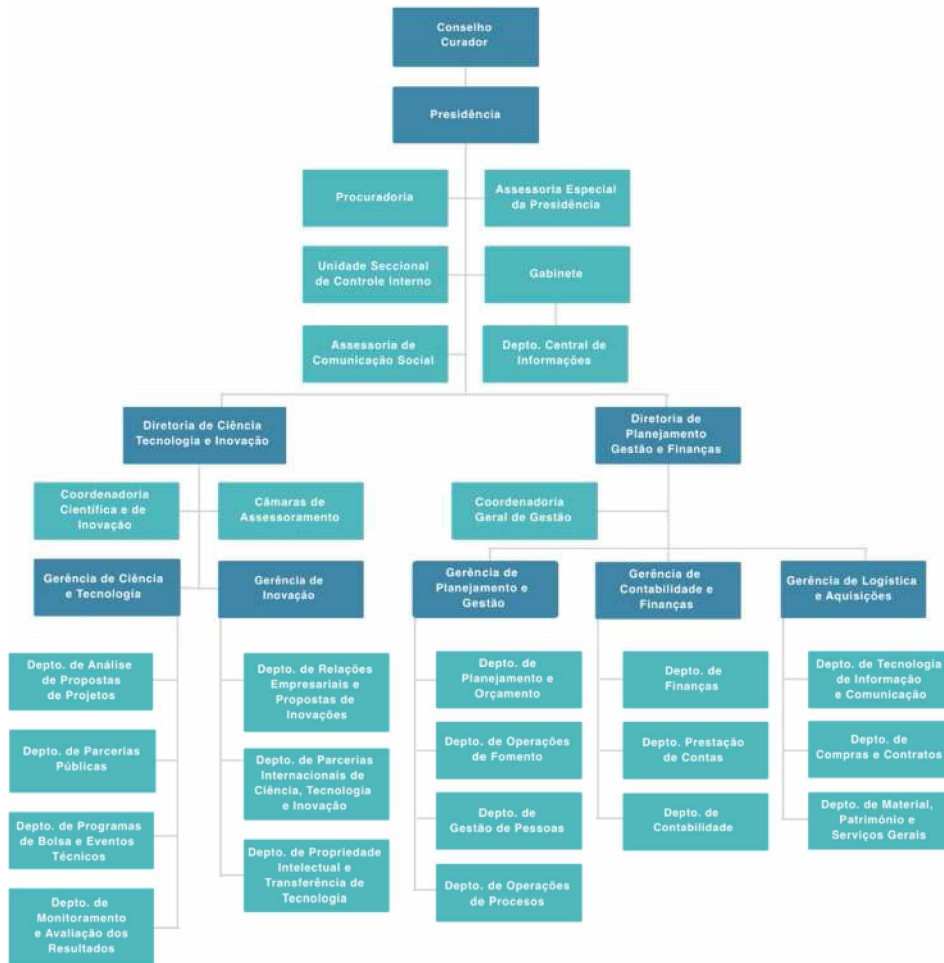 Conselho
Curador
Presidência
Procuradoria
Assessoria Especial
da Presidência
Unidade Seccional
de Controle Interno
Gabinete
Assessoria de
Comunicação Social
Depto. Central de
Informações
Diretoria de Ciência
Tecnologia e Inovação
Diretoria de
Planejamento
Gestão e Finanças
Coordenadoria
Científica e de
Inovação
Câmaras de
Assessoramento
Coordenadoria
Geral de Gestão
Gerência de Ciência
e Tecnologia
Gerência de
Inovação
Gerência de
Planejamento e
Gestão
Gerência de
Contabilidade e
Finanças
Gerência de Logística
e Aquisições
Depto. de Análise
de Propostas
de Projetos
Depto. de Relações
Empresariais e
Propostas de
Inovações
Depto. de
Planejamento e
Orçamento
Depto. de
Finanças
Depto. de Tecnologia
de Informação
e Comunicação
Depto. de Parcerias
Públicas
Depto. de Parcerias
Internacionais de
Ciência, Tecnologia
e Inovação
Depto. de Operações
de Fomento
Depto. Prestação
de Contas
Depto. de
Compras e Contratos
Depto. de Programas
de Bolsa e Eventos
Técnicos
Depto. de Propriedade
Intelectual e
Transferência de
Tecnologia
Depto. de
Gestão de Pessoas
Depto. de
Contabilidade
Depto. de Material,
Patrimônio e
Serviços Gerais
Depto. de
Monitoramento
e Avaliação dos
Resultados
Depto. de Operações
de Procesos